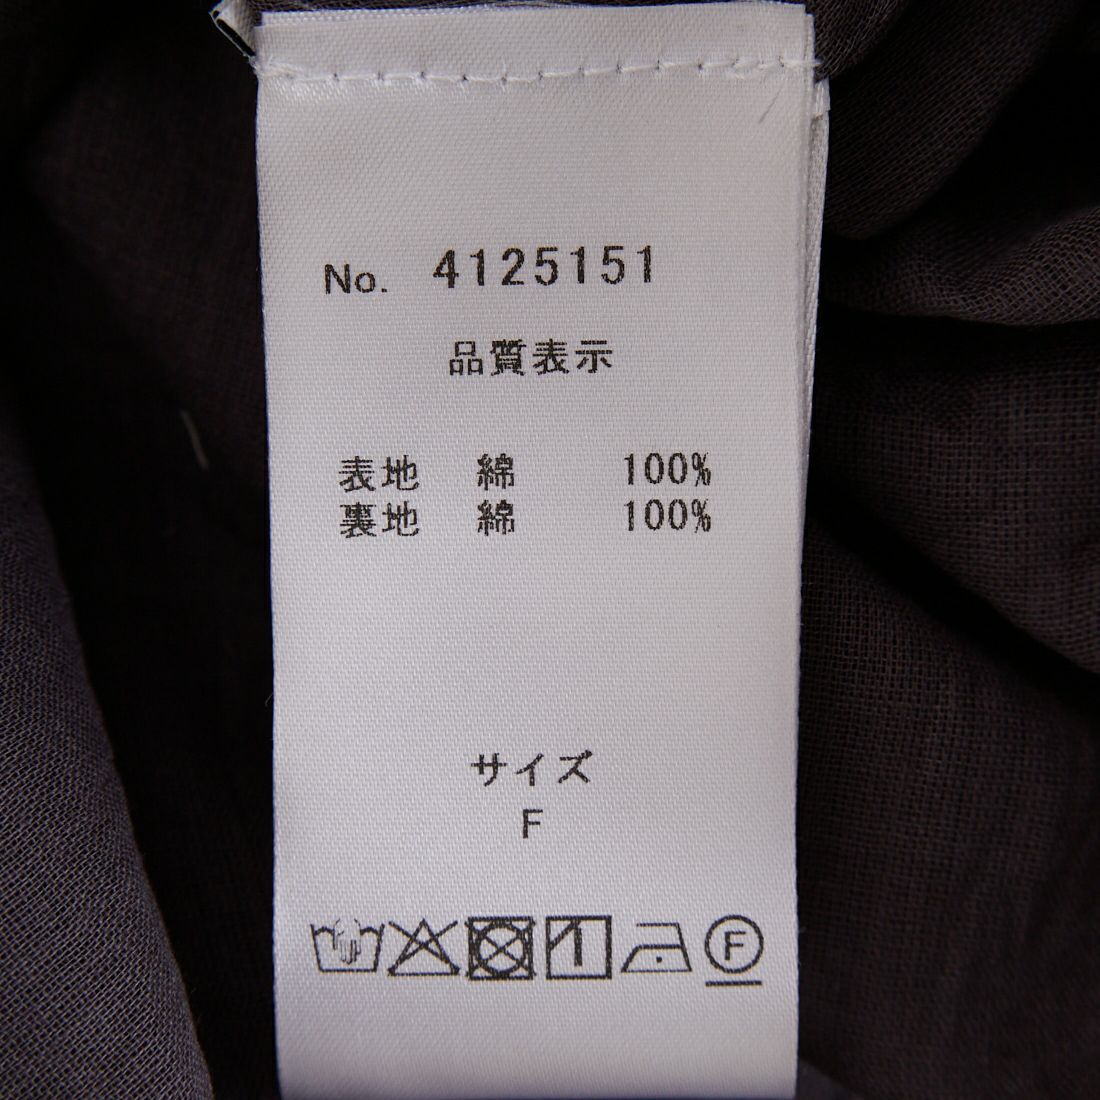 No. 4125151
品質表示
表地 綿 100%
裏地 綿 100%
サイズ
F
F